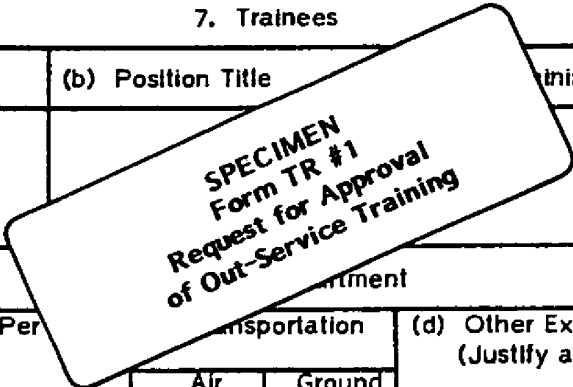 7. Trainees
(b) Position Title
SPECIMEN
Form TR #1
Request for Approval
of Out-Service Training
Per
(d) Other Ex
(Justify a
Air Ground